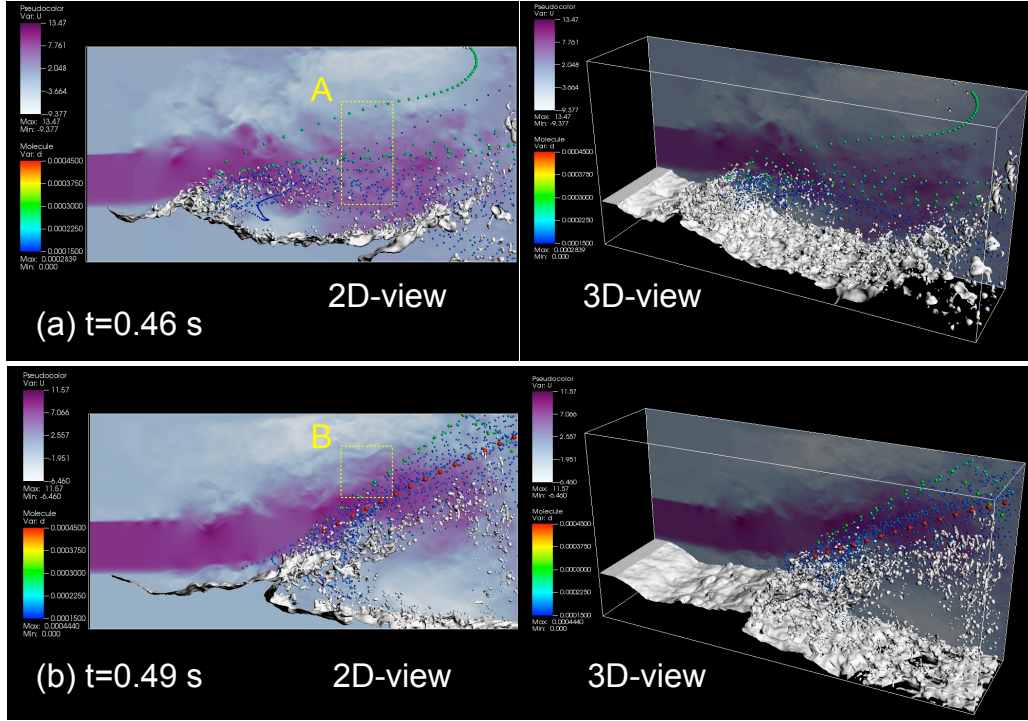 Pseudocolor
Var: U
13.47
7.761
2.048
-3.664
-9.377
Max: 13.47
Min: -9.377
Molecule
Var: d
0.0004500
0.0003750
0.0003000
0.0002250
0.0001500
Max: 0.0002839
Min: 0.000
A
2D-view
(a) t=0.46 s
Pseudocolor
Var: U
13.47
7.761
2.048
-3.664
-9.377
Max: 13.47
Min: -9.377
Molecule
Var: d
0.0004500
0.0003750
0.0003000
0.0002250
0.0001500
Max: 0.0002839
Min: 0.000
3D-view
Pseudocolor
Var: U
11.57
7.066
2.557
-1.951
-6.460
Max: 11.57
Min: -6.460
Molecule
Var: d
0.0004500
0.0003750
0.0003000
0.0002250
0.0001500
Max: 0.0004440
Min: 0.000
B
2D-view
(b) t=0.49 s
Pseudocolor
Var: U
11.57
7.066
2.557
-1.951
-6.460
Max: 11.57
Min: -6.460
Molecule
Var: d
0.0004500
0.0003750
0.0003000
0.0002250
0.0001500
Max: 0.0004440
Min: 0.000
3D-view